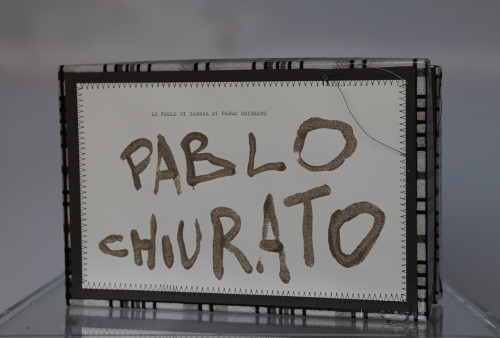 LE PALLE DI SABBIA DI PABLO CHIURATO
PABLO
CHIURATO